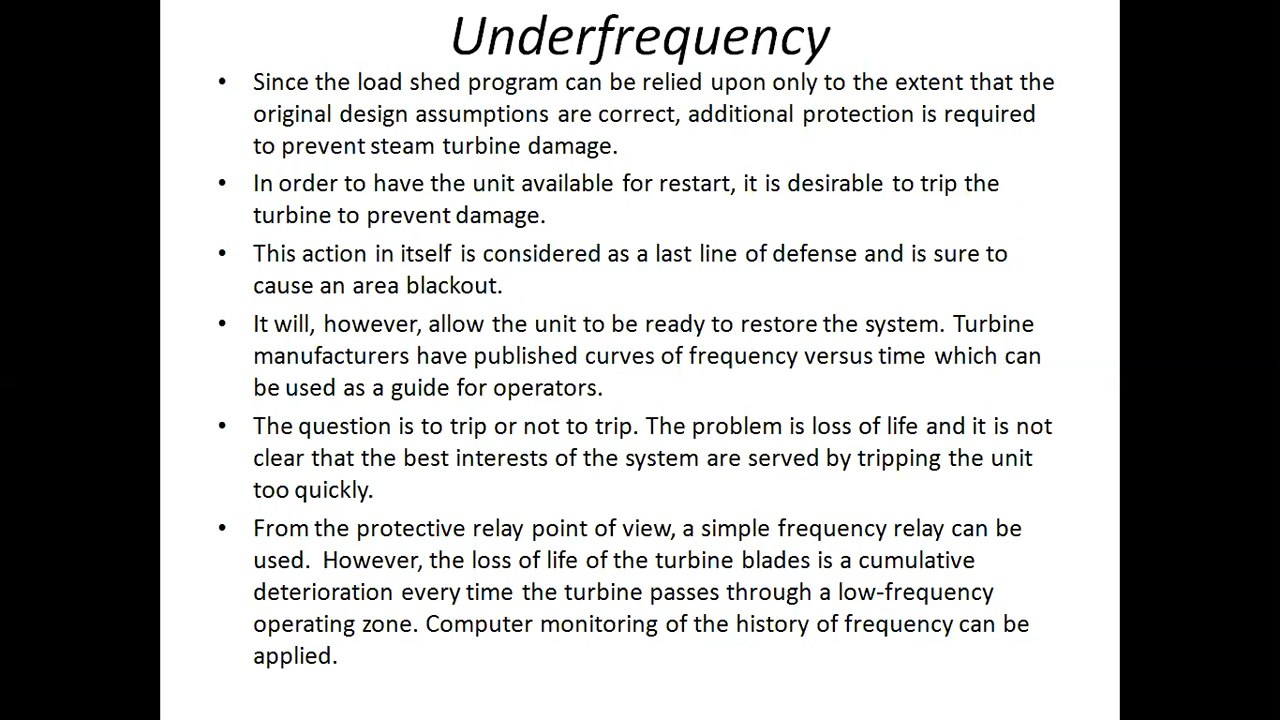 Underfrequency
• Since the load shed program can be relied upon only to the extent that the
original design assumptions are correct, additional protection is required
to prevent steam turbine damage.
• In order to have the unit available for restart, it is desirable to trip the
turbine to prevent damage.
• This action in itself is considered as a last line of defense and is sure to
cause an area blackout.
• It will, however, allow the unit to be ready to restore the system. Turbine
manufacturers have published curves of frequency versus time which can
be used as a guide for operators.
• The question is to trip or not to trip. The problem is loss of life and it is not
clear that the best interests of the system are served by tripping the unit
too quickly.
• From the protective relay point of view, a simple frequency relay can be
used.  However, the loss of life of the turbine blades is a cumulative
deterioration every time the turbine passes through a low-frequency
operating zone. Computer monitoring of the history of frequency can be
applied.